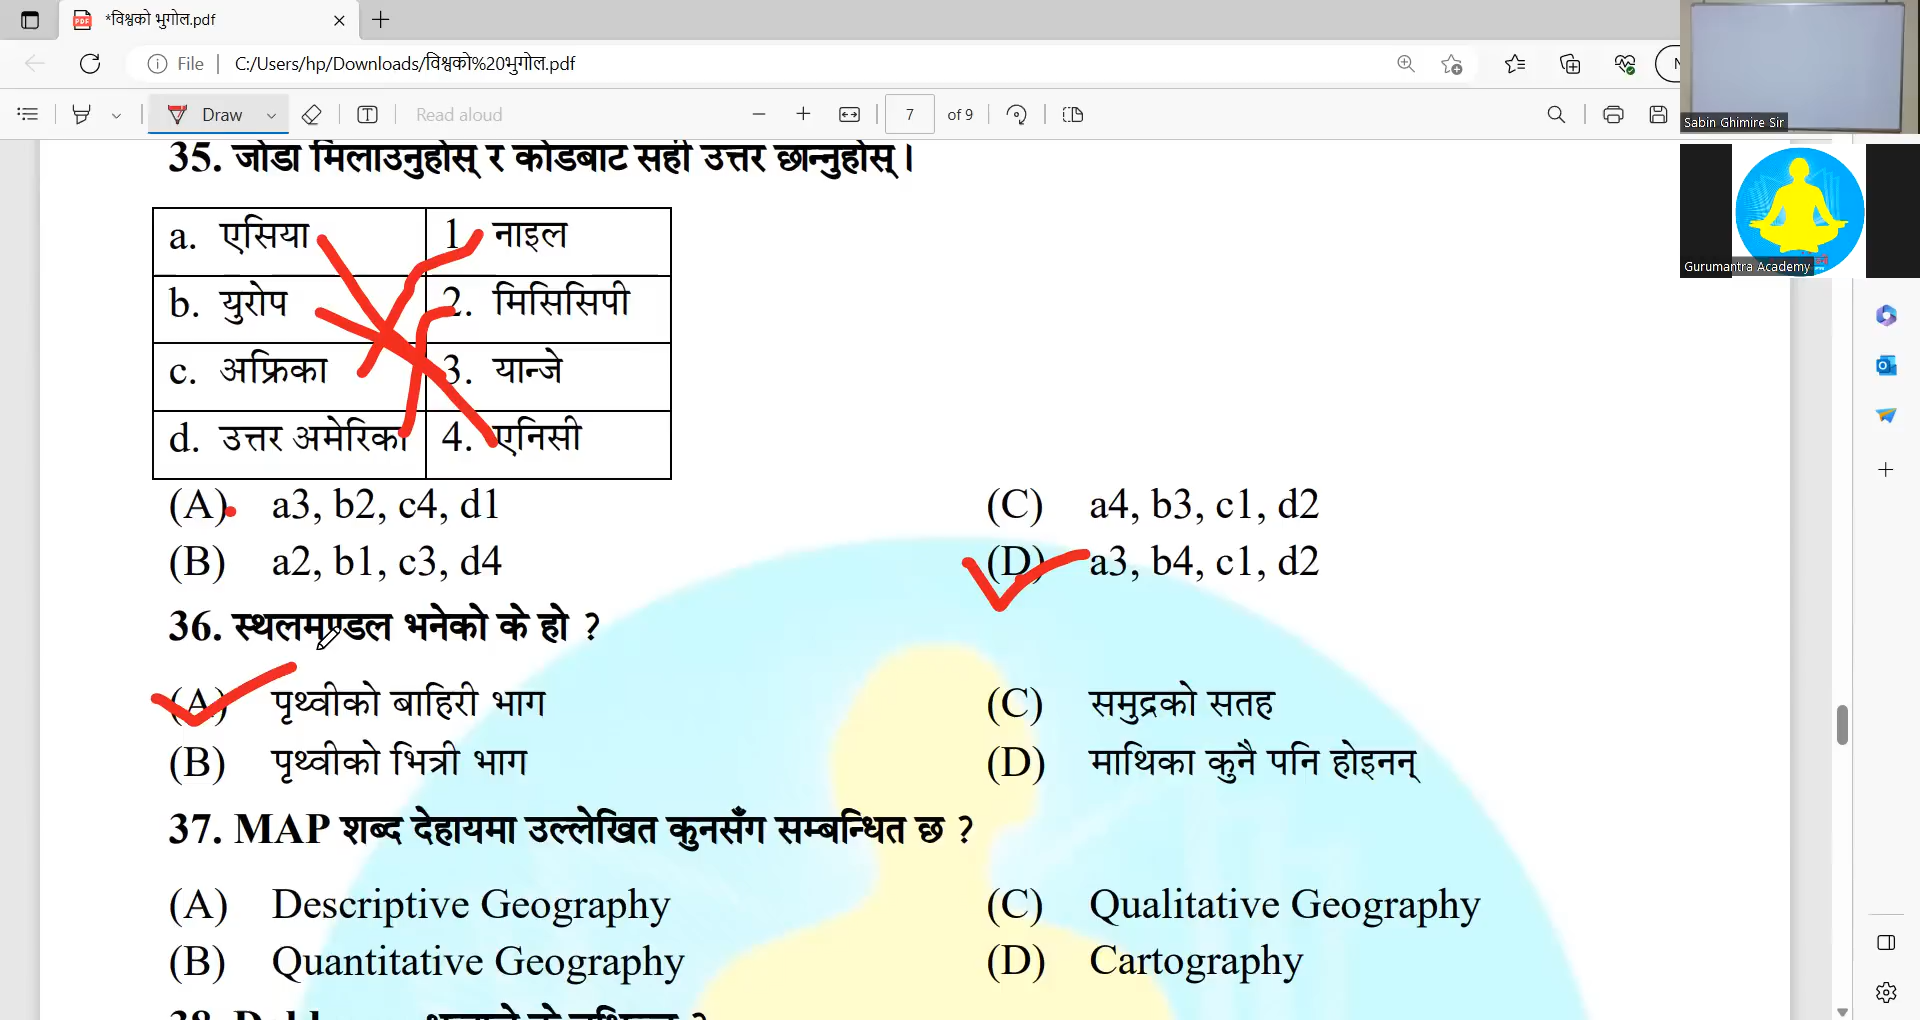 *विश्वको भुगोल.pdf
File
C:/Users/hp/Downloads/विश्वको%20भुगोल.pdf
Draw
Read aloud
7
of 9
Sabin Ghimire Sir
Gurumantra Academy
35. जोडा मिलाउनुहोस् र कोडबाट सही उत्तर छान्नुहोस्।
a. एसिया 1. नाइल
b. युरोप 2. मिसिसिपी
c. अफ्रिका 3. यान्जे
d. उत्तर अमेरिका 4. एनिसी
(A) a3, b2, c4, d1 (C) a4, b3, c1, d2
(B) a2, b1, c3, d4 (D) a3, b4, c1, d2
36. स्थलमण्डल भनेको के हो ?
(A) पृथ्वीको बाहिरी भाग (C) समुद्रको सतह
(B) पृथ्वीको भित्री भाग (D) माथिका कुनै पनि होइनन्
37. MAP शब्द देहायमा उल्लेखित कुनसँग सम्बन्धित छ ?
(A) Descriptive Geography (C) Qualitative Geography
(B) Quantitative Geography (D) Cartography